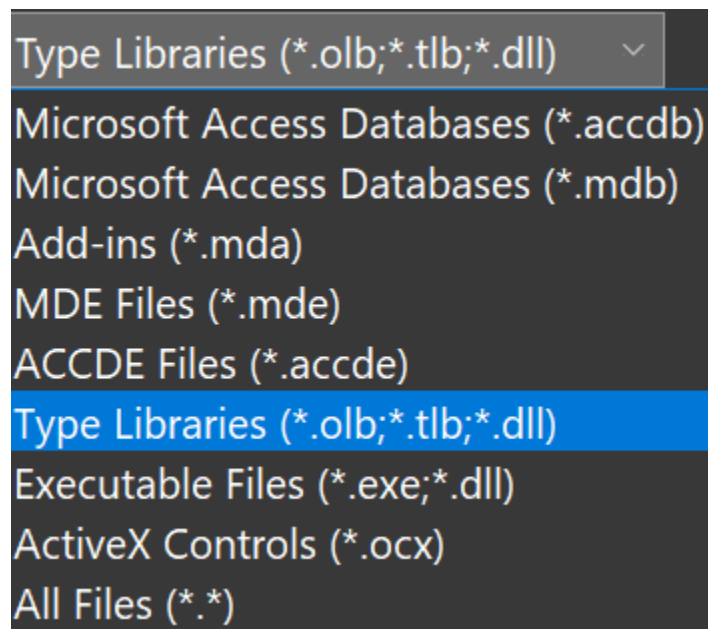 Type Libraries (*.olb;*.tlb;*.dll)
Microsoft Access Databases (*.accdb)
Microsoft Access Databases (*.mdb)
Add-ins (*.mda)
MDE Files (*.mde)
ACCDE Files (*.accde)
Type Libraries (*.olb;*.tlb;*.dll)
Executable Files (*.exe;*.dll)
ActiveX Controls (*.ocx)
All Files (*.*)